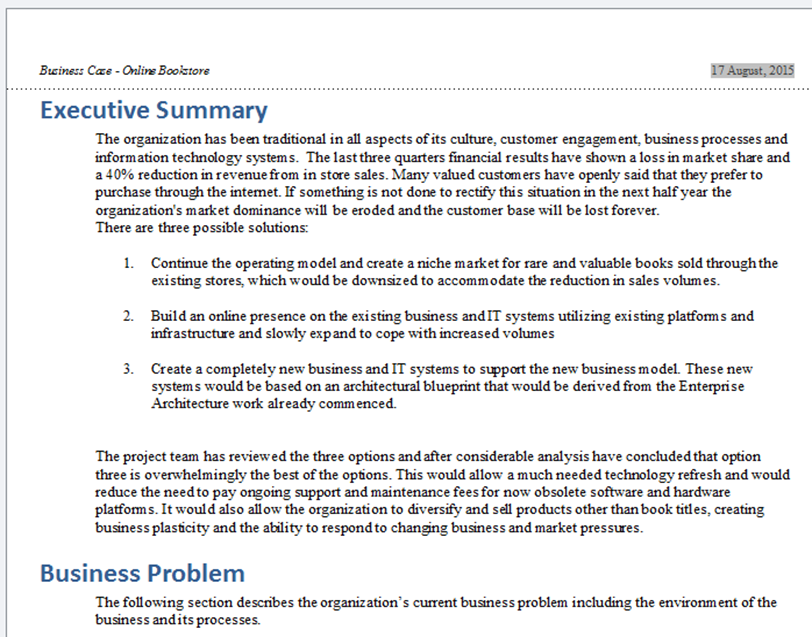 Business Case - Online Bookstore 17 August, 2015
Executive Summary
The organization has been traditional in all aspects of its culture, customer engagement, business processes and
information technology systems. The last three quarters financial results have shown a loss in market share and
a 40% reduction in revenue from in store sales. Many valued customers have openly said that they prefer to
purchase through the internet. If something is not done to rectify this situation in the next half year the
organization's market dominance will be eroded and the customer base will be lost forever.
There are three possible solutions:
1. Continue the operating model and create a niche market for rare and valuable books sold through the
existing stores, which would be downsized to accommodate the reduction in sales volumes.
2. Build an online presence on the existing business and IT systems utilizing existing platforms and
infrastructure and slowly expand to cope with increased volumes
3. Create a completely new business and IT systems to support the new business model. These new
systems would be based on an architectural blueprint that would be derived from the Enterprise
Architecture work already commenced.
The project team has reviewed the three options and after considerable analysis have concluded that option
three is overwhelmingly the best of the options. This would allow a much needed technology refresh and would
reduce the need to pay ongoing support and maintenance fees for now obsolete software and hardware
platforms. It would also allow the organization to diversify and sell products other than book titles, creating
business plasticity and the ability to respond to changing business and market pressures.
Business Problem
The following section describes the organization's current business problem including the environment of the
business and its processes.